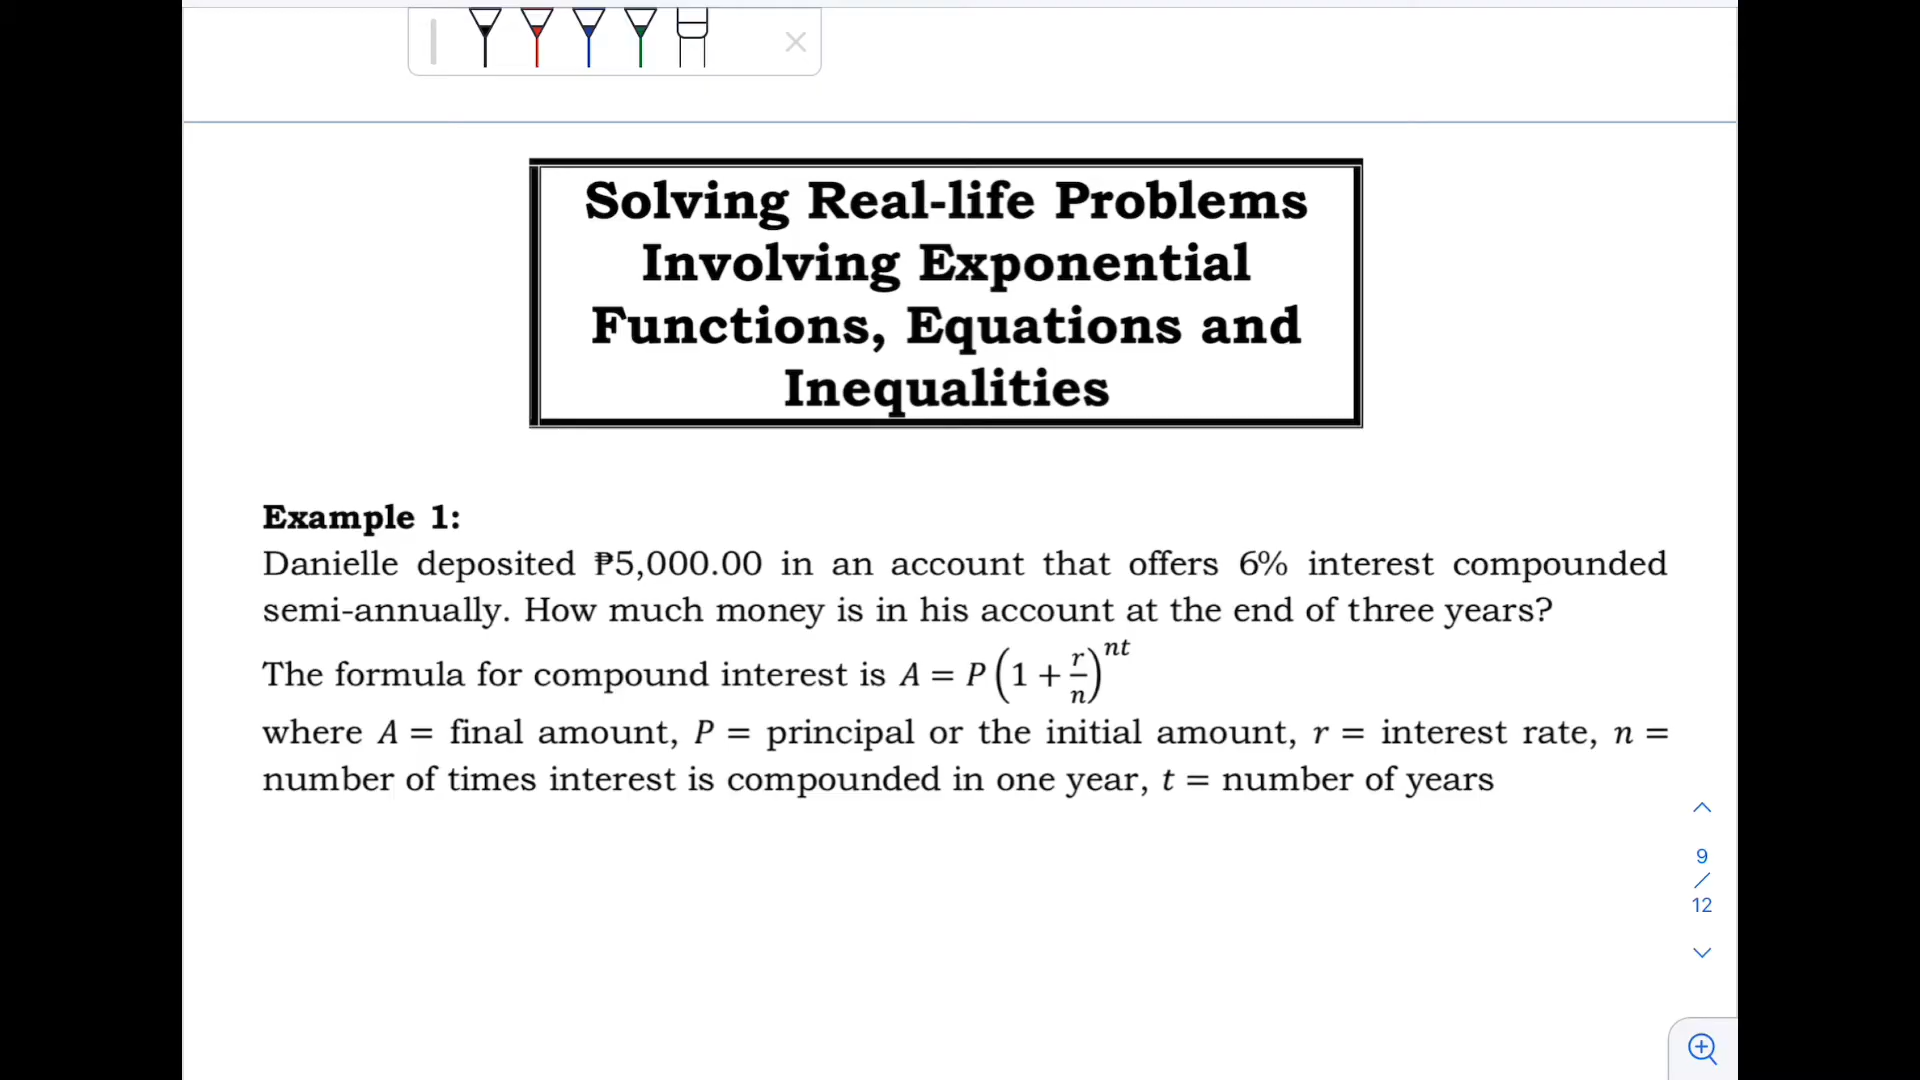 Solving Real-life Problems
Involving Exponential
Functions, Equations and
Inequalities
Example 1:
Danielle deposited ₱5,000.00 in an account that offers 6% interest compounded
semi-annually. How much money is in his account at the end of three years?
The formula for compound interest is A = P(1 + r/n)^nt
where A = final amount, P = principal or the initial amount, r = interest rate, n =
number of times interest is compounded in one year, t = number of years
9
/
12